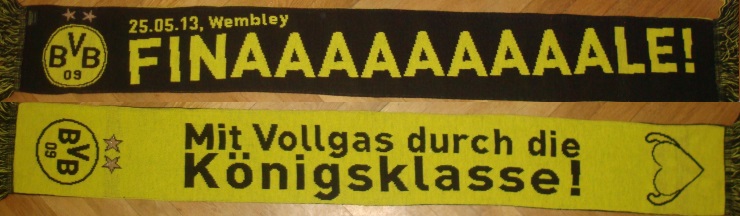 25.05.13, Wembley
BVB
09
FINAAAAAAAAAALE!
Mit Vollgas durch die
Königsklasse!
BVB
09